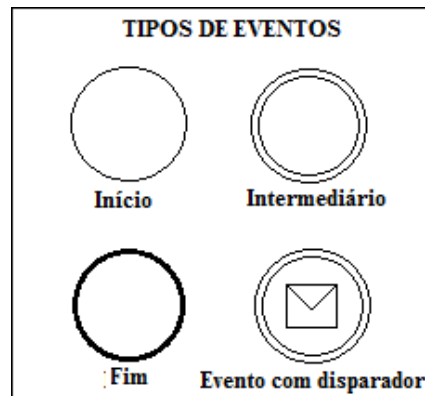 TIPOS DE EVENTOS
Início
Intermediário
Fim
Evento com disparador